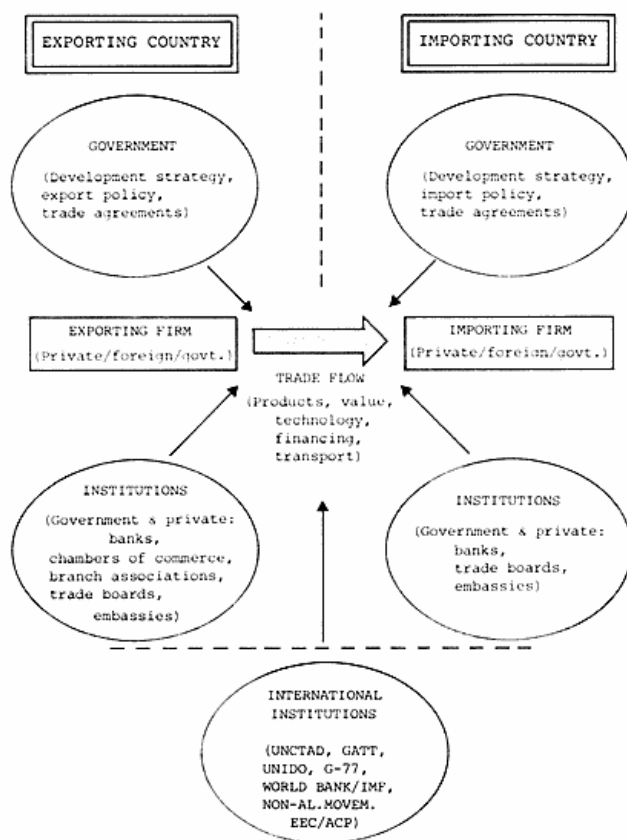 EXPORTING COUNTRY
IMPORTING COUNTRY
GOVERNMENT
(Development strategy,
export policy,
trade agreements)
GOVERNMENT
(Development strategy,
import policy,
trade agreements)
EXPORTING FIRM
(Private/foreign/govt.)
IMPORTING FIRM
(Private/foreign/govt.)
TRADE FLOW
(Products, value,
technology,
financing,
transport)
INSTITUTIONS
(Government & private:
banks,
chambers of commerce,
branch associations,
trade boards,
embassies)
INSTITUTIONS
(Government & private:
banks,
trade boards,
embassies)
INTERNATIONAL
INSTITUTIONS
(UNCTAD, GATT,
UNIDO, G-77,
WORLD BANK/IMF,
NON-AL.MOVEM.
EEC/ACP)